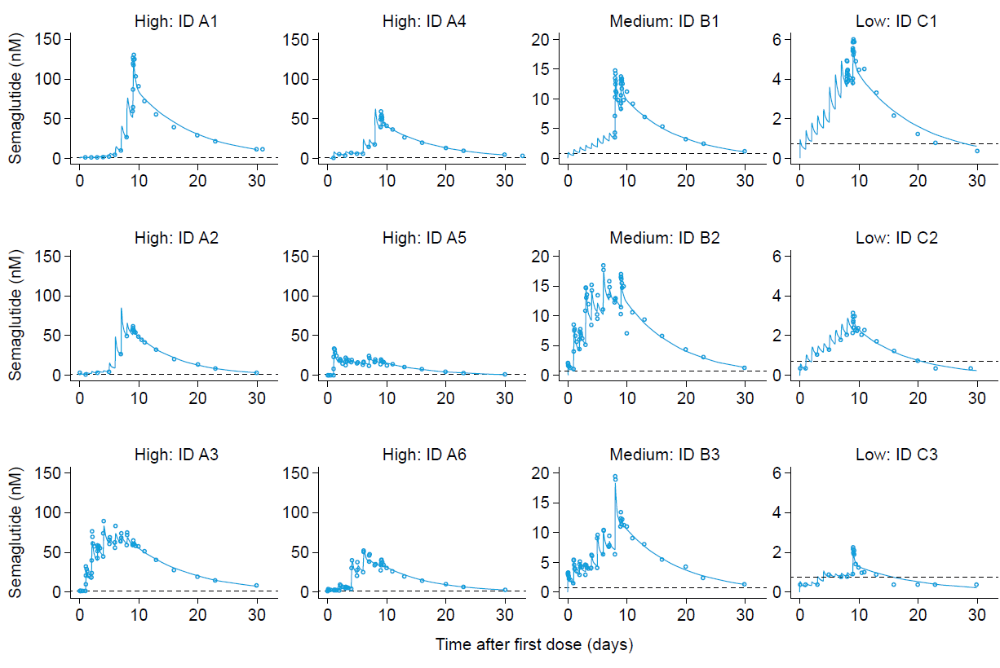 High: ID A1
High: ID A4
Medium: ID B1
Low: ID C1
Semaglutide (nM)
150
100
50
0
0 10 20 30
150
100
50
0
0 10 20 30
20
15
10
5
0
0 10 20 30
6
4
2
0
0 10 20 30
High: ID A2
High: ID A5
Medium: ID B2
Low: ID C2
Semaglutide (nM)
150
100
50
0
0 10 20 30
150
100
50
0
0 10 20 30
20
15
10
5
0
0 10 20 30
6
4
2
0
0 10 20 30
High: ID A3
High: ID A6
Medium: ID B3
Low: ID C3
Semaglutide (nM)
150
100
50
0
0 10 20 30
150
100
50
0
0 10 20 30
20
15
10
5
0
0 10 20 30
6
4
2
0
0 10 20 30
Time after first dose (days)